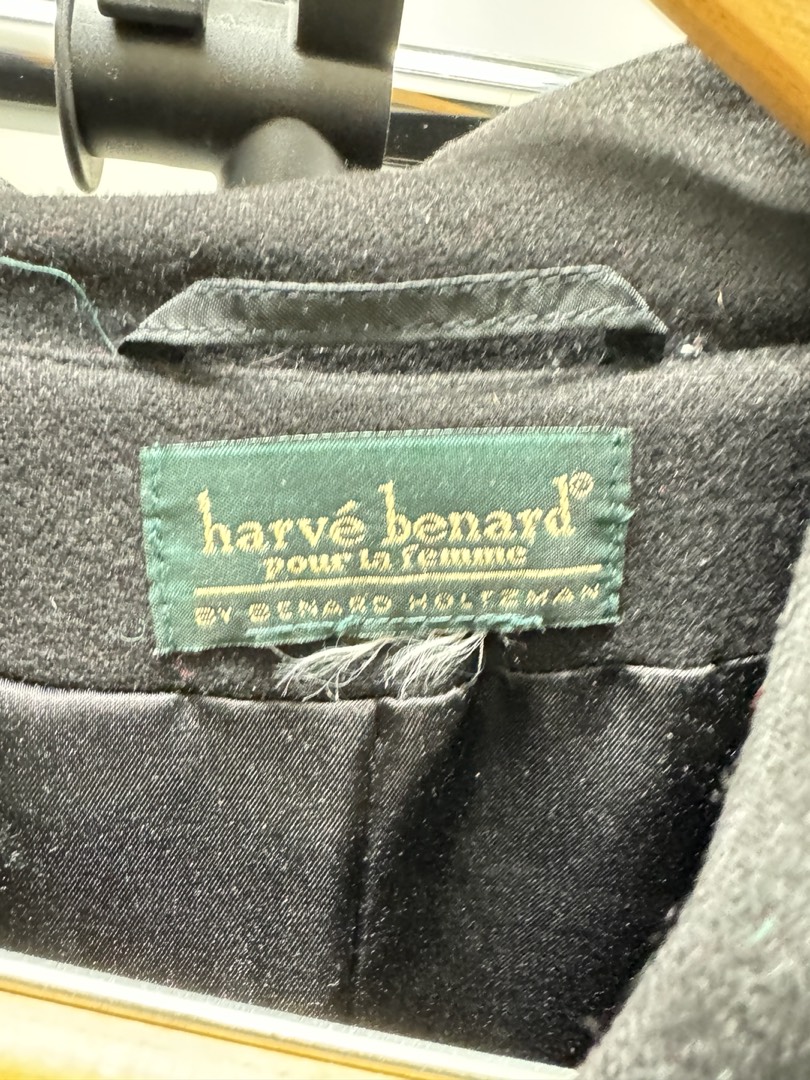 harvé benard®
pour la femme
BY BENARD HOLTZMAN